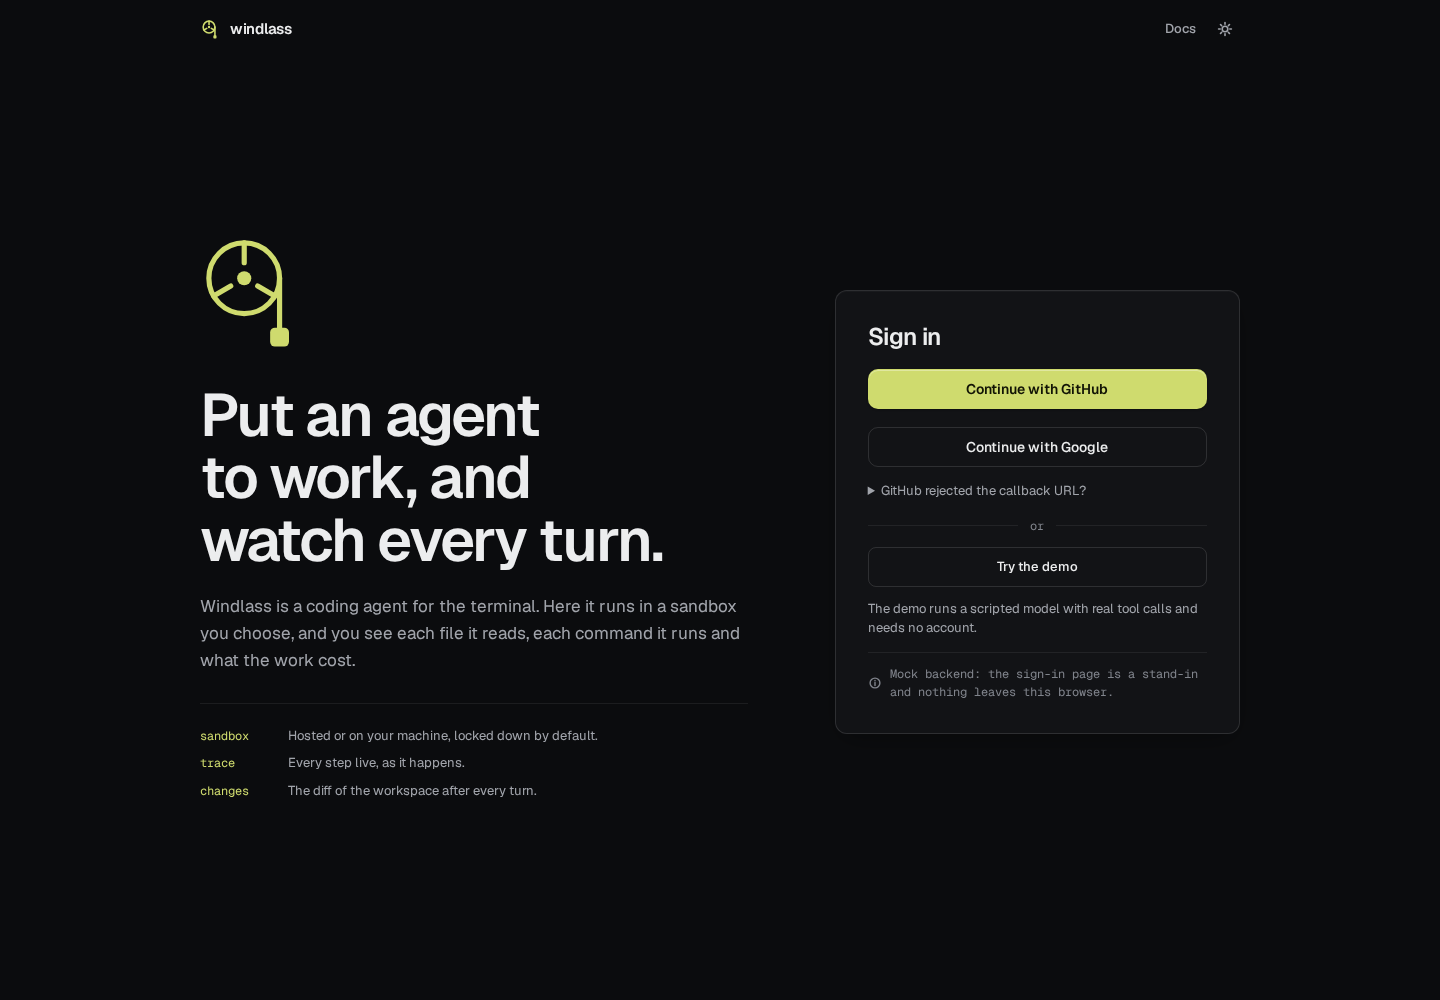 windlass
Docs
Put an agent
to work, and
watch every turn.
Windlass is a coding agent for the terminal. Here it runs in a sandbox
you choose, and you see each file it reads, each command it runs and
what the work cost.
sandbox Hosted or on your machine, locked down by default.
trace Every step live, as it happens.
changes The diff of the workspace after every turn.
Sign in
Continue with GitHub
Continue with Google
GitHub rejected the callback URL?
or
Try the demo
The demo runs a scripted model with real tool calls and
needs no account.
Mock backend: the sign-in page is a stand-in
and nothing leaves this browser.